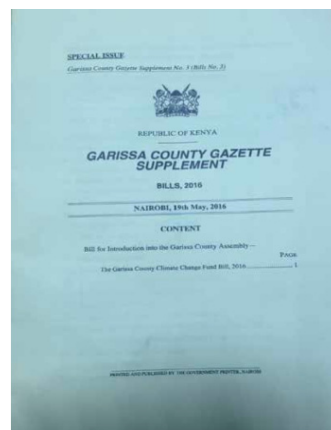 SPECIAL ISSUE
Garissa County Gazette Supplement No. 3 (Bills No. 2)
REPUBLIC OF KENYA
GARISSA COUNTY GAZETTE
SUPPLEMENT
BILLS, 2016
NAIROBI, 19th May, 2016
CONTENT
Bill for Introduction into the Garissa County Assembly—
PAGE
The Garissa County Climate Change Fund Bill, 2016 ........................ 1
PRINTED AND PUBLISHED BY THE GOVERNMENT PRINTER, NAIROBI